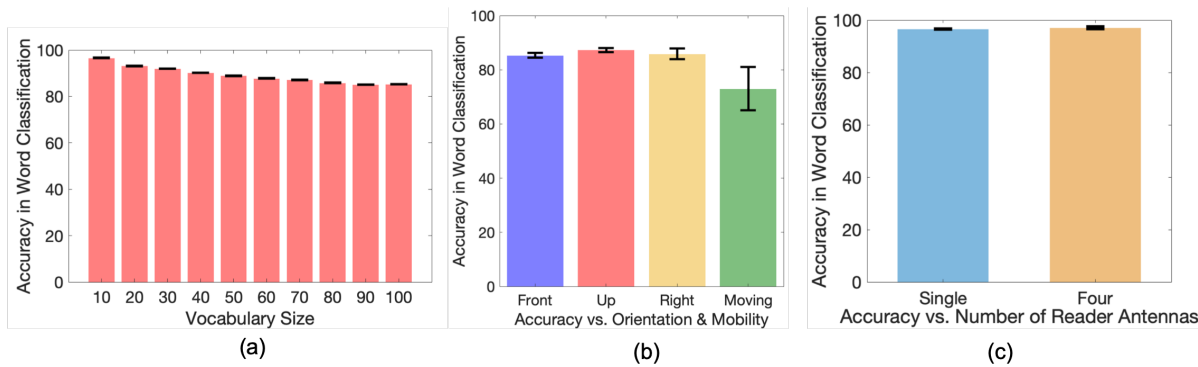 Accuracy in Word Classification
100
80
60
40
20
0
10 20 30 40 50 60 70 80 90 100
Vocabulary Size
(a)
Accuracy in Word Classification
100
80
60
40
20
0
Front Up Right Moving
Accuracy vs. Orientation & Mobility
(b)
Accuracy in Word Classification
100
80
60
40
20
0
Single Four
Accuracy vs. Number of Reader Antennas
(c)